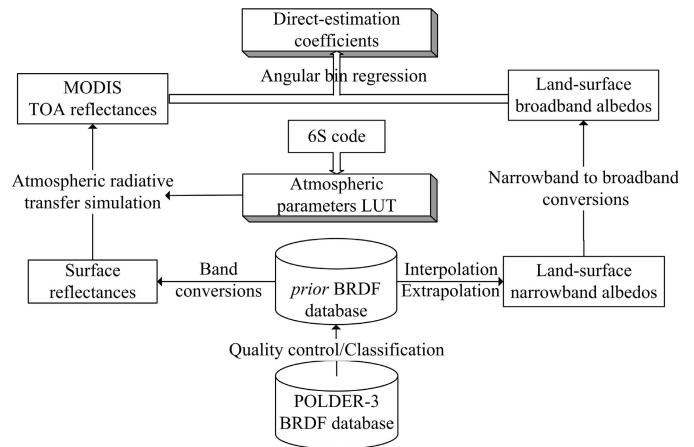 Direct-estimation
coefficients
Angular bin regression
MODIS
TOA reflectances
Land-surface
broadband albedos
6S code
Atmospheric radiative
transfer simulation
Atmospheric
parameters LUT
Narrowband to broadband
conversions
Surface
reflectances
Band
conversions
prior BRDF
database
Interpolation
Extrapolation
Land-surface
narrowband albedos
Quality control/Classification
POLDER-3
BRDF database